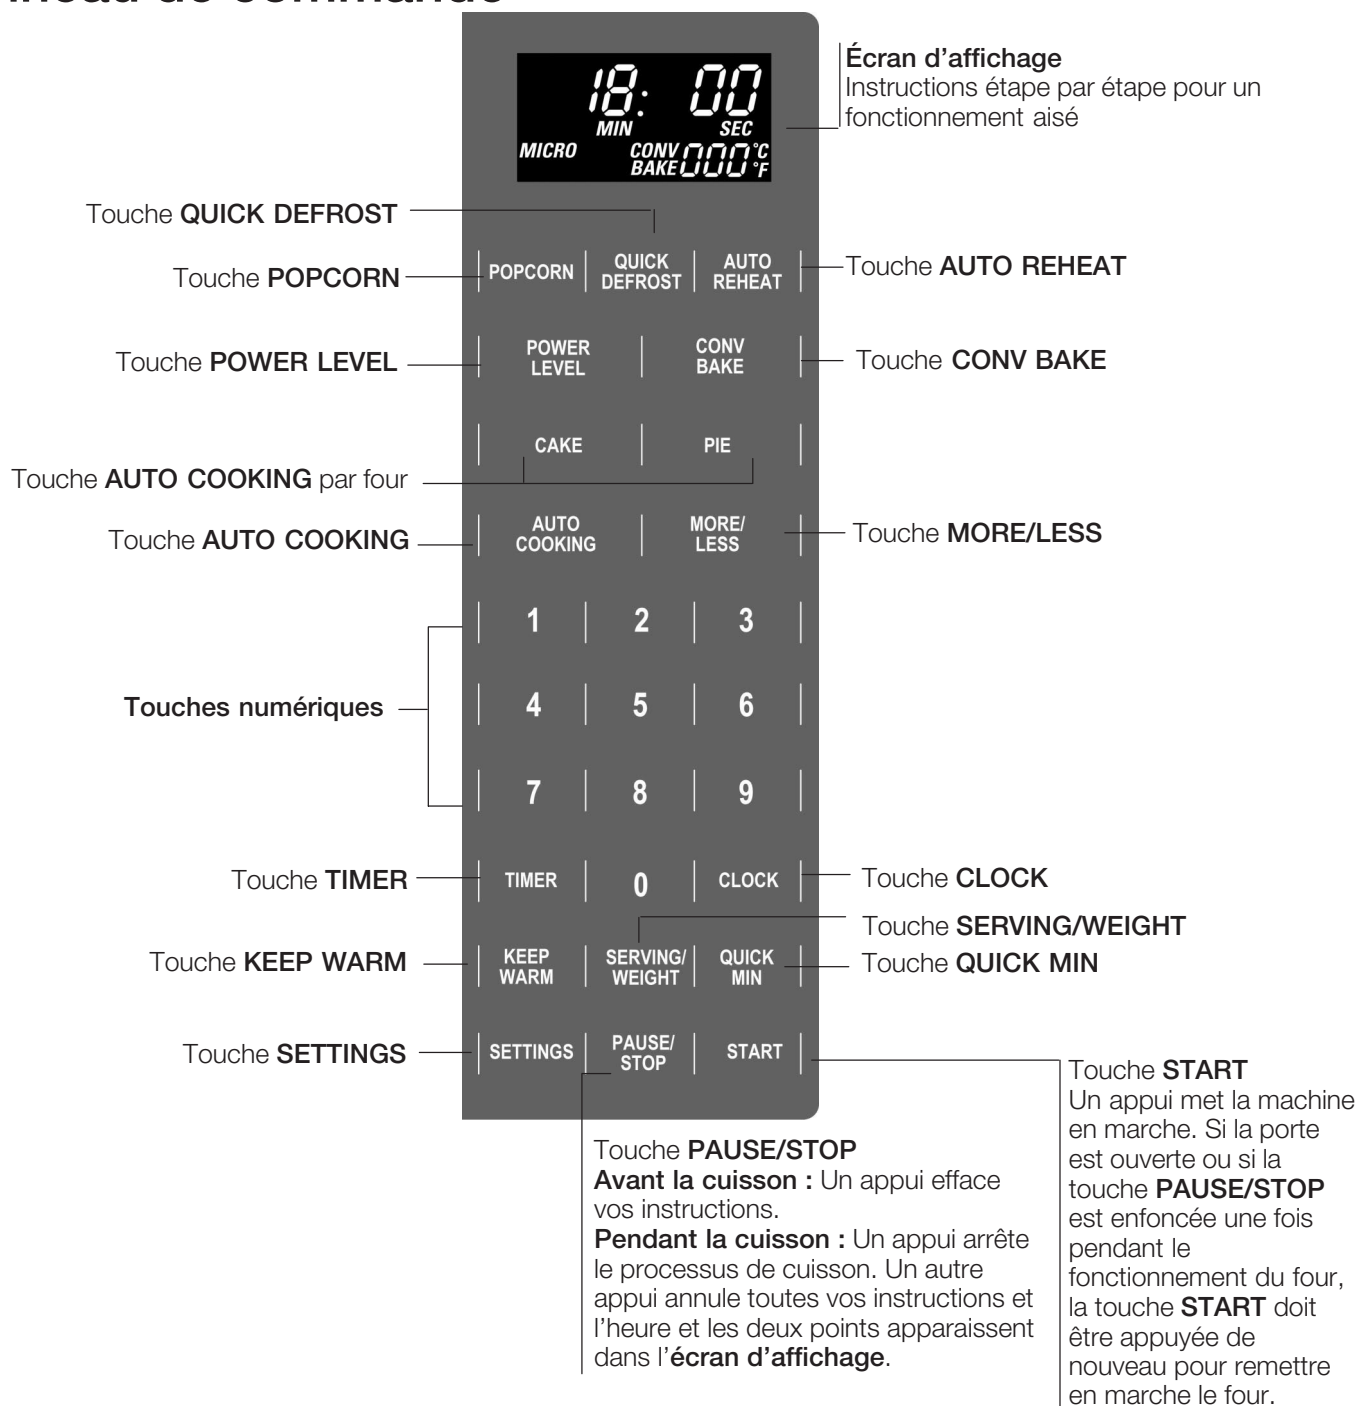 18: 00
MIN SEC
MICRO CONV 000 °C
BAKE °F
Écran d’affichage
Instructions étape par étape pour un
fonctionnement aisé
Touche QUICK DEFROST
Touche POPCORN
POPCORN
QUICK
DEFROST
AUTO
REHEAT
Touche AUTO REHEAT
Touche POWER LEVEL
POWER
LEVEL
CONV
BAKE
Touche CONV BAKE
CAKE
PIE
Touche AUTO COOKING par four
Touche AUTO COOKING
AUTO
COOKING
MORE/
LESS
Touche MORE/LESS
1 2 3
Touches numériques
4 5 6
7 8 9
Touche TIMER
TIMER 0 CLOCK
Touche CLOCK
Touche SERVING/WEIGHT
Touche KEEP WARM
KEEP
WARM
SERVING/
WEIGHT
QUICK
MIN
Touche QUICK MIN
Touche SETTINGS
SETTINGS
PAUSE/
STOP
START
Touche PAUSE/STOP
Avant la cuisson : Un appui efface
vos instructions.
Pendant la cuisson : Un appui arrête
le processus de cuisson. Un autre
appui annule toutes vos instructions et
l’heure et les deux points apparaissent
dans l’écran d’affichage.
Touche START
Un appui met la machine
en marche. Si la porte
est ouverte ou si la
touche PAUSE/STOP
est enfoncée une fois
pendant le
fonctionnement du four,
la touche START doit
être appuyée de
nouveau pour remettre
en marche le four.